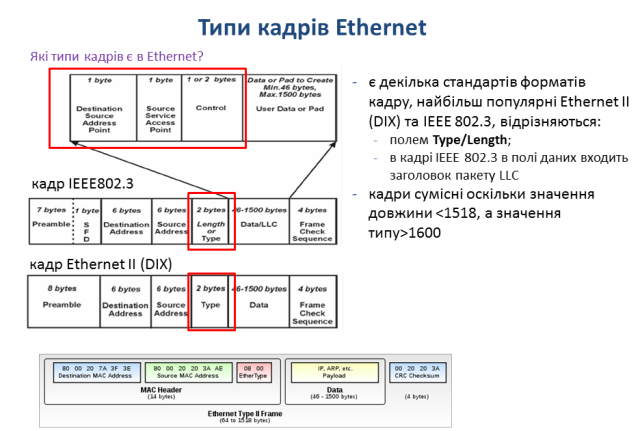 Типи кадрів Ethernet
Які типи кадрів є в Ethernet?
1 byte 1 byte 1 or 2 bytes Data or Pad to Create
Min.46 bytes,
Max.1500 bytes
Destination Source Control User Data or Pad
Source Service
Address Access
Point Point
- є декілька стандартів форматів
кадру, найбільш популярні Ethernet II
(DIX) та IEEE 802.3, відрізняються:
- полем Type/Length;
- в кадрі IEEE 802.3 в полі даних входить
заголовок пакету LLC
- кадри сумісні оскільки значення
довжини <1518, а значення
типу>1600
кадр IEEE802.3
7 bytes 1 byte 6 bytes 6 bytes 2 bytes 46-1500 bytes 4 bytes
Preamble S Destination Source Length Data/LLC Frame
F Address Address or Check
D Type Sequence
кадр Ethernet II (DIX)
8 bytes 6 bytes 6 bytes 2 bytes 46-1500 bytes 4 bytes
Preamble Destination Source Type Data Frame
Address Address Check
Sequence
80 00 20 7A 3F 3E 80 00 20 20 3A AE 08 00 IP, ARP, etc. 00 20 20 3A
Destination MAC Address Source MAC Address EtherType Payload CRC Checksum
MAC Header Data
(14 bytes) (46 - 1500 bytes) (4 bytes)
Ethernet Type II Frame
(64 to 1518 bytes)